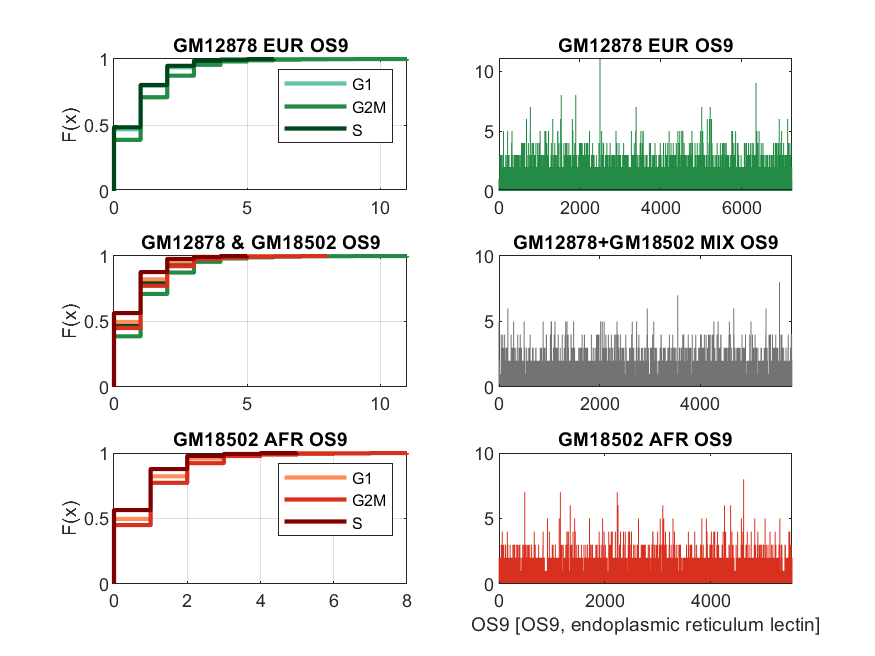 GM12878 EUR OS9
F(x)
1
0.5
0
0 5 10
G1
G2M
S
GM12878 EUR OS9
10
5
0
0 2000 4000 6000
GM12878 & GM18502 OS9
F(x)
1
0.5
0
0 5 10
GM12878+GM18502 MIX OS9
10
5
0
0 2000 4000
GM18502 AFR OS9
F(x)
1
0.5
0
0 2 4 6 8
G1
G2M
S
GM18502 AFR OS9
10
5
0
0 2000 4000
OS9 [OS9, endoplasmic reticulum lectin]